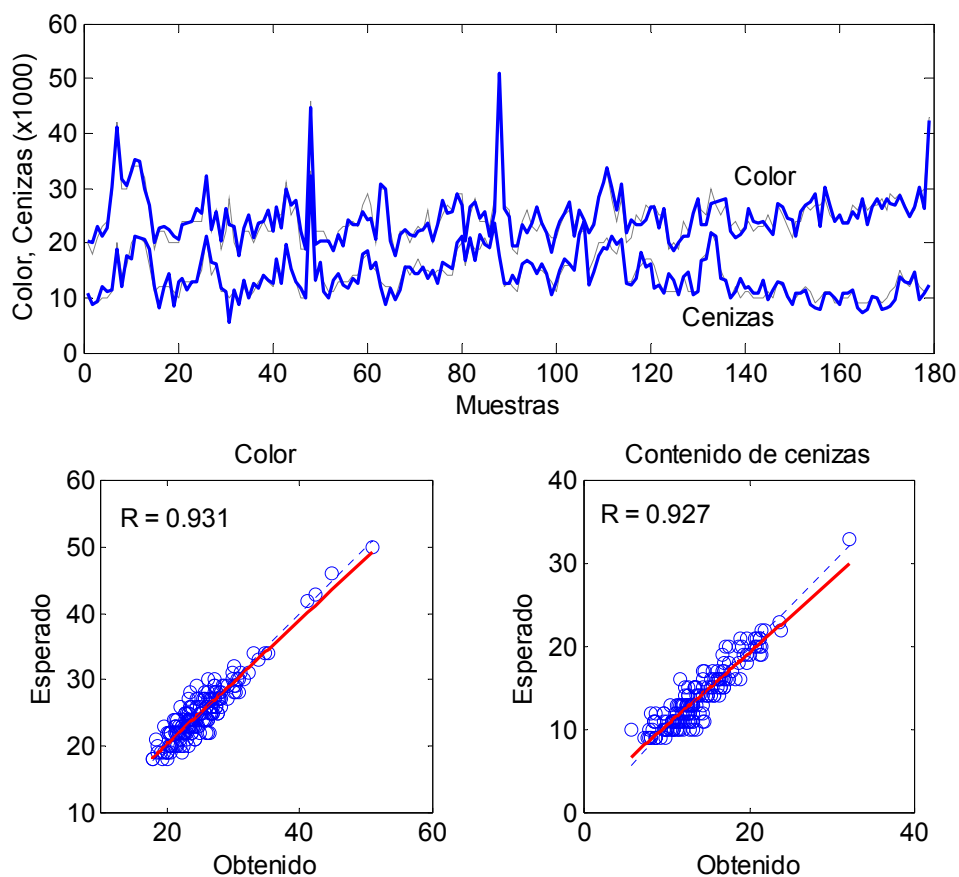 60
50
40
30
20
10
0
Color, Cenizas (x1000)
Color
Cenizas
0 20 40 60 80 100 120 140 160 180
Muestras
Color
60
50
40
30
20
10
Esperado
R = 0.931
20 40 60
Obtenido
Contenido de cenizas
40
30
20
10
0
Esperado
R = 0.927
0 20 40
Obtenido